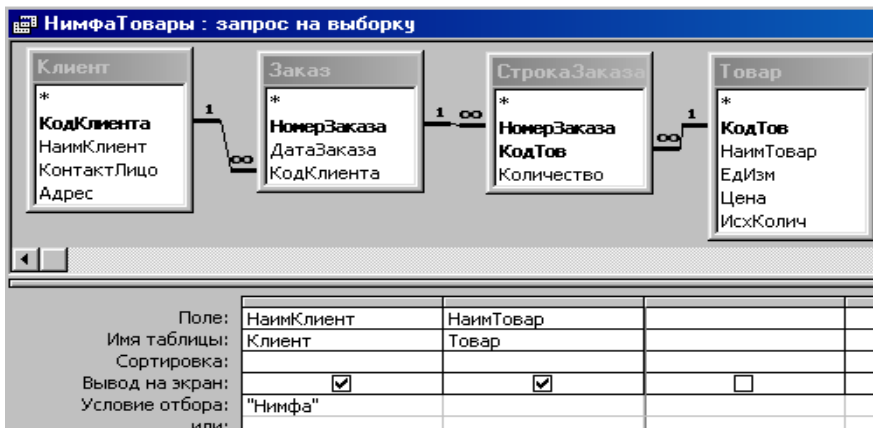 НимфаТовары : запрос на выборку
Клиент
*
КодКлиента
НаимКлиент
КонтактЛицо
Адрес
1
∞
Заказ
*
НомерЗаказа
ДатаЗаказа
КодКлиента
1
∞
СтрокаЗаказа
*
НомерЗаказа
КодТов
Количество
∞
1
Товар
*
КодТов
НаимТовар
ЕдИзм
Цена
ИсхКолич
Поле: НаимКлиент НаимТовар
Имя таблицы: Клиент Товар
Сортировка:
Вывод на экран:
Условие отбора: "Нимфа"
или: